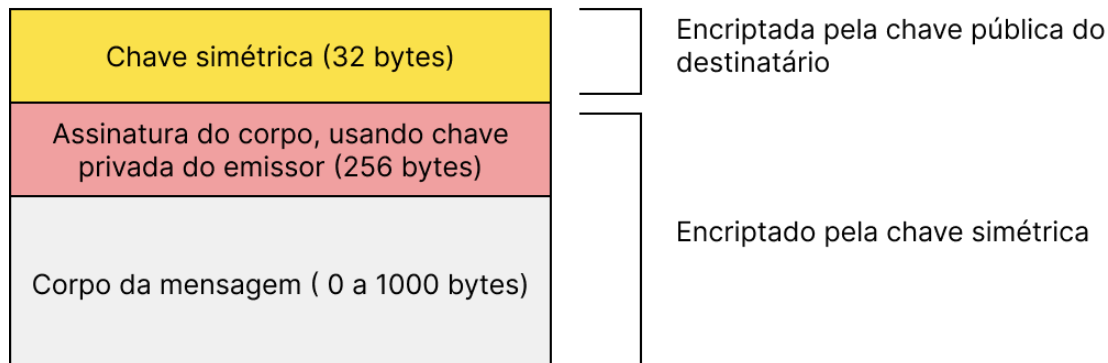 Chave simétrica (32 bytes)
Encriptada pela chave pública do
destinatário
Assinatura do corpo, usando chave
privada do emissor (256 bytes)
Corpo da mensagem ( 0 a 1000 bytes)
Encriptado pela chave simétrica